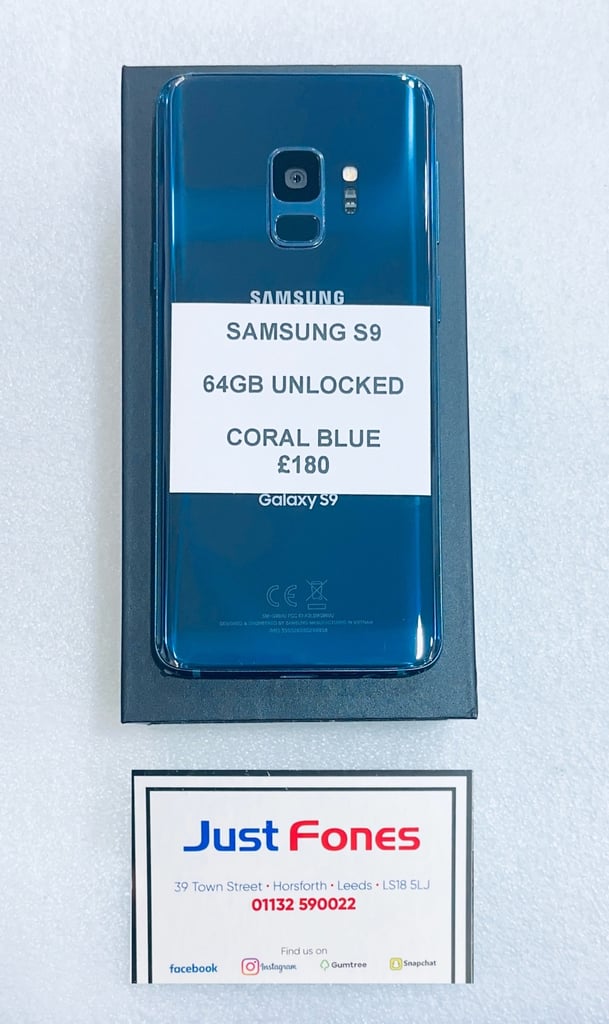 SAMSUNG
SAMSUNG S9
64GB UNLOCKED
CORAL BLUE
£180
Galaxy S9
CE
Just Fones
39 Town Street • Horsforth • Leeds • LS18 5LJ
01132 590022
Find us on
facebook
Instagram
Gumtree
Snapchat